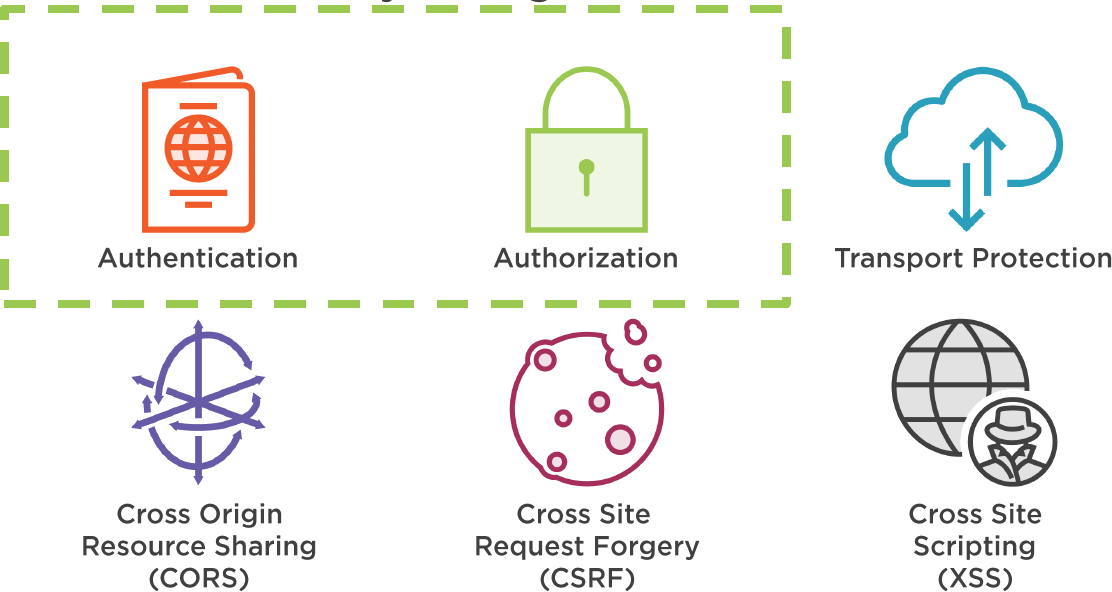 Authentication
Authorization
Transport Protection
Cross Origin
Resource Sharing
(CORS)
Cross Site
Request Forgery
(CSRF)
Cross Site
Scripting
(XSS)